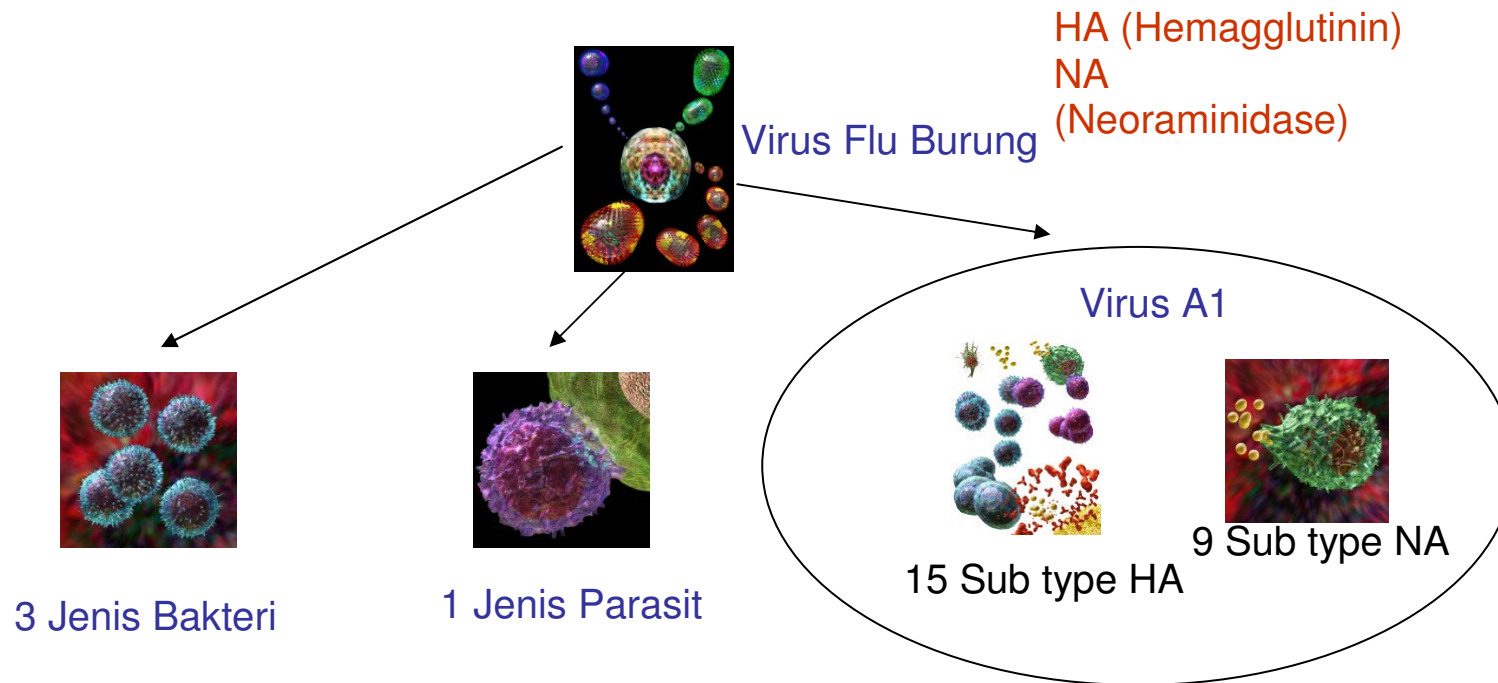 HA (Hemagglutinin)
NA
(Neoraminidase)
Virus Flu Burung
Virus A1
9 Sub type NA
15 Sub type HA
1 Jenis Parasit
3 Jenis Bakteri